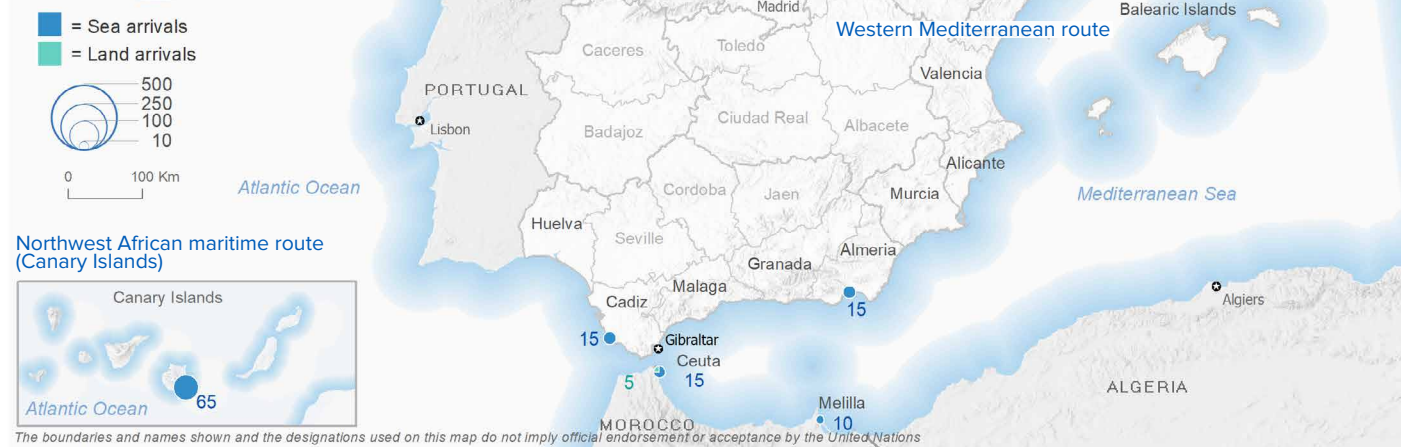 = Sea arrivals
= Land arrivals
500
250
100
10
0 100 Km
Madrid
Western Mediterranean route
Balearic Islands
Caceres
Toledo
Valencia
PORTUGAL
Lisbon
Badajoz
Ciudad Real
Albacete
Alicante
Atlantic Ocean
Cordoba
Jaen
Murcia
Mediterranean Sea
Huelva
Seville
Granada
Almeria
Malaga
Cadiz
15
15
Gibraltar
Ceuta
5
15
Algiers
ALGERIA
Melilla
10
MOROCCO
Northwest African maritime route
(Canary Islands)
Canary Islands
65
Atlantic Ocean
The boundaries and names shown and the designations used on this map do not imply official endorsement or acceptance by the United Nations